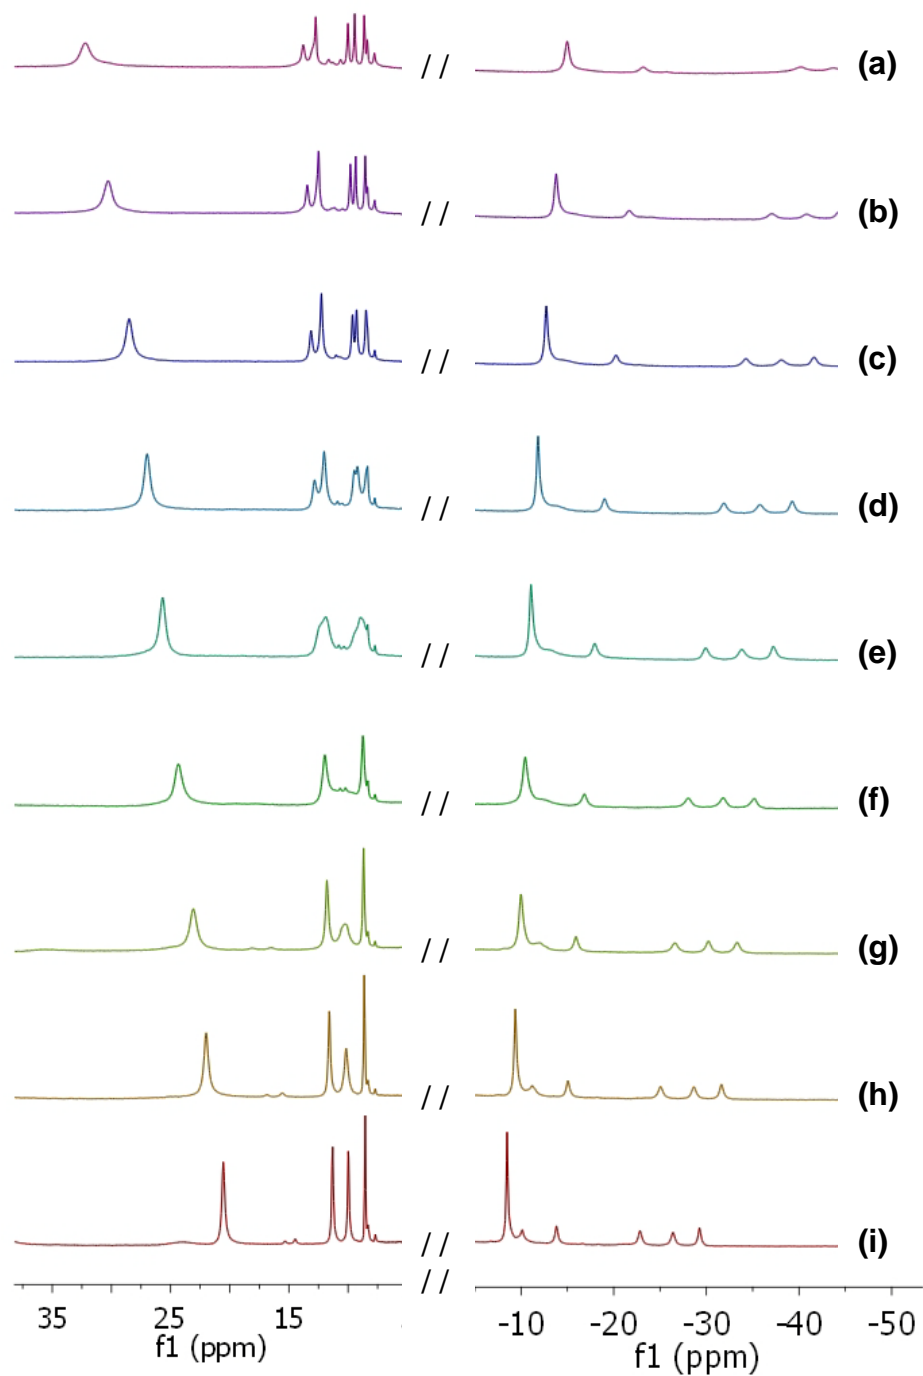 // (a)
// (b)
// (c)
// (d)
// (e)
// (f)
// (g)
// (h)
// (i)
//
35 25 15 -10 -20 -30 -40 -50
f1 (ppm) f1 (ppm)